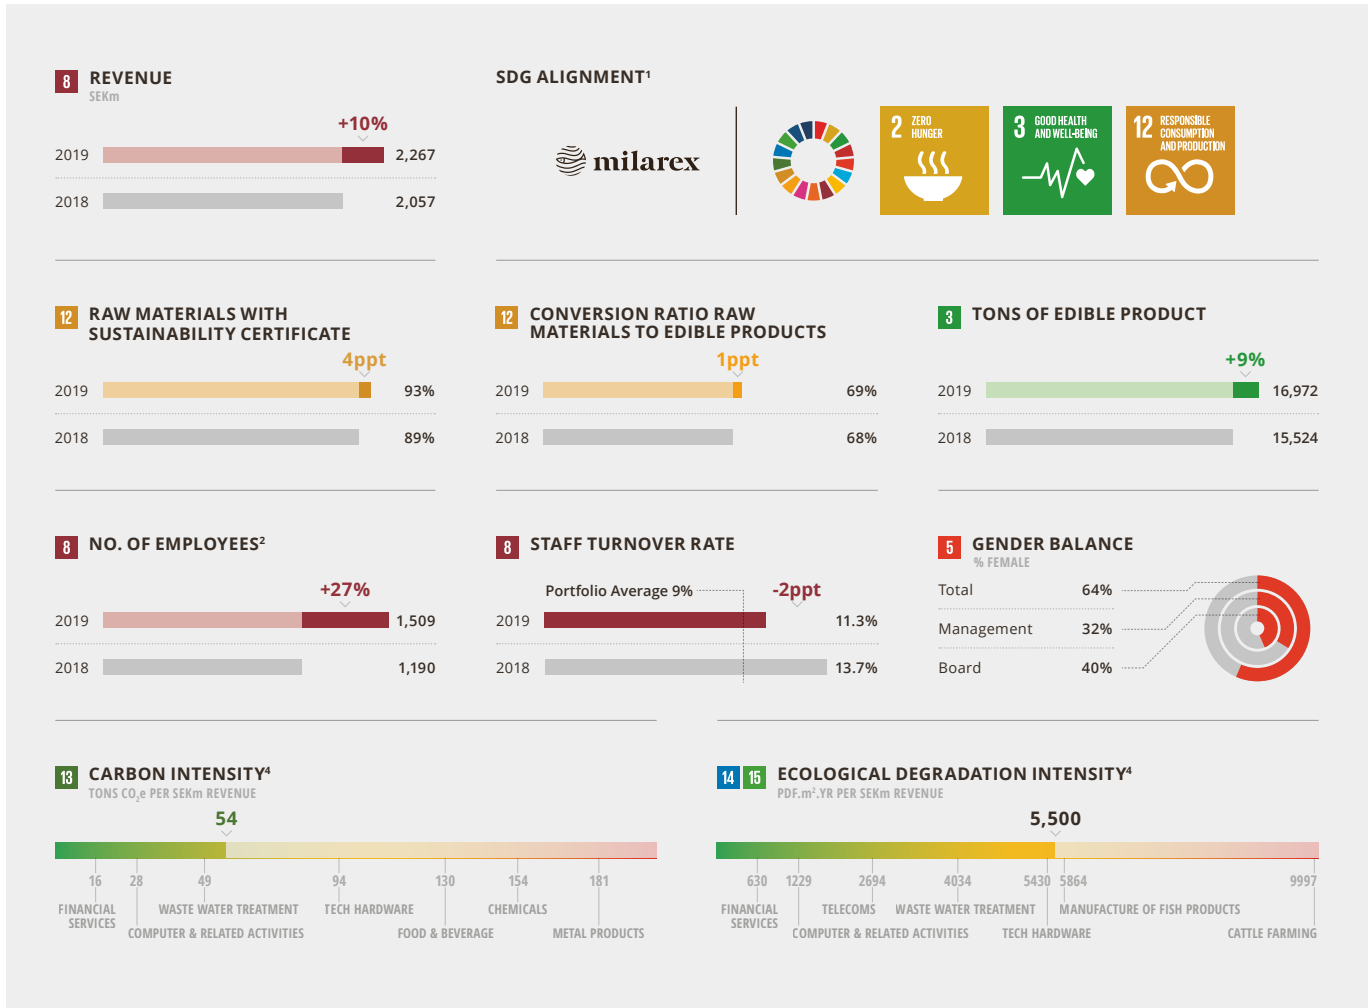 8 REVENUE
SEKm
+10%
2019 2,267
2018 2,057
SDG ALIGNMENT¹
milarex
2 ZERO
HUNGER
3 GOOD HEALTH
AND WELL-BEING
12 RESPONSIBLE
CONSUMPTION
AND PRODUCTION
12 RAW MATERIALS WITH
SUSTAINABILITY CERTIFICATE
4ppt
2019 93%
2018 89%
12 CONVERSION RATIO RAW
MATERIALS TO EDIBLE PRODUCTS
1ppt
2019 69%
2018 68%
3 TONS OF EDIBLE PRODUCT
+9%
2019 16,972
2018 15,524
8 NO. OF EMPLOYEES²
+27%
2019 1,509
2018 1,190
8 STAFF TURNOVER RATE
Portfolio Average 9% -2ppt
2019 11.3%
2018 13.7%
5 GENDER BALANCE
% FEMALE
Total 64%
Management 32%
Board 40%
13 CARBON INTENSITY⁴
TONS CO₂e PER SEKm REVENUE
54
16 28 49 94 130 154 181
FINANCIAL
SERVICES
WASTE WATER TREATMENT TECH HARDWARE CHEMICALS
COMPUTER & RELATED ACTIVITIES FOOD & BEVERAGE METAL PRODUCTS
14 15 ECOLOGICAL DEGRADATION INTENSITY⁴
PDF.m².YR PER SEKm REVENUE
5,500
630 1229 2694 4034 5430 5864 9997
FINANCIAL
SERVICES
TELECOMS WASTE WATER TREATMENT MANUFACTURE OF FISH PRODUCTS
COMPUTER & RELATED ACTIVITIES TECH HARDWARE CATTLE FARMING